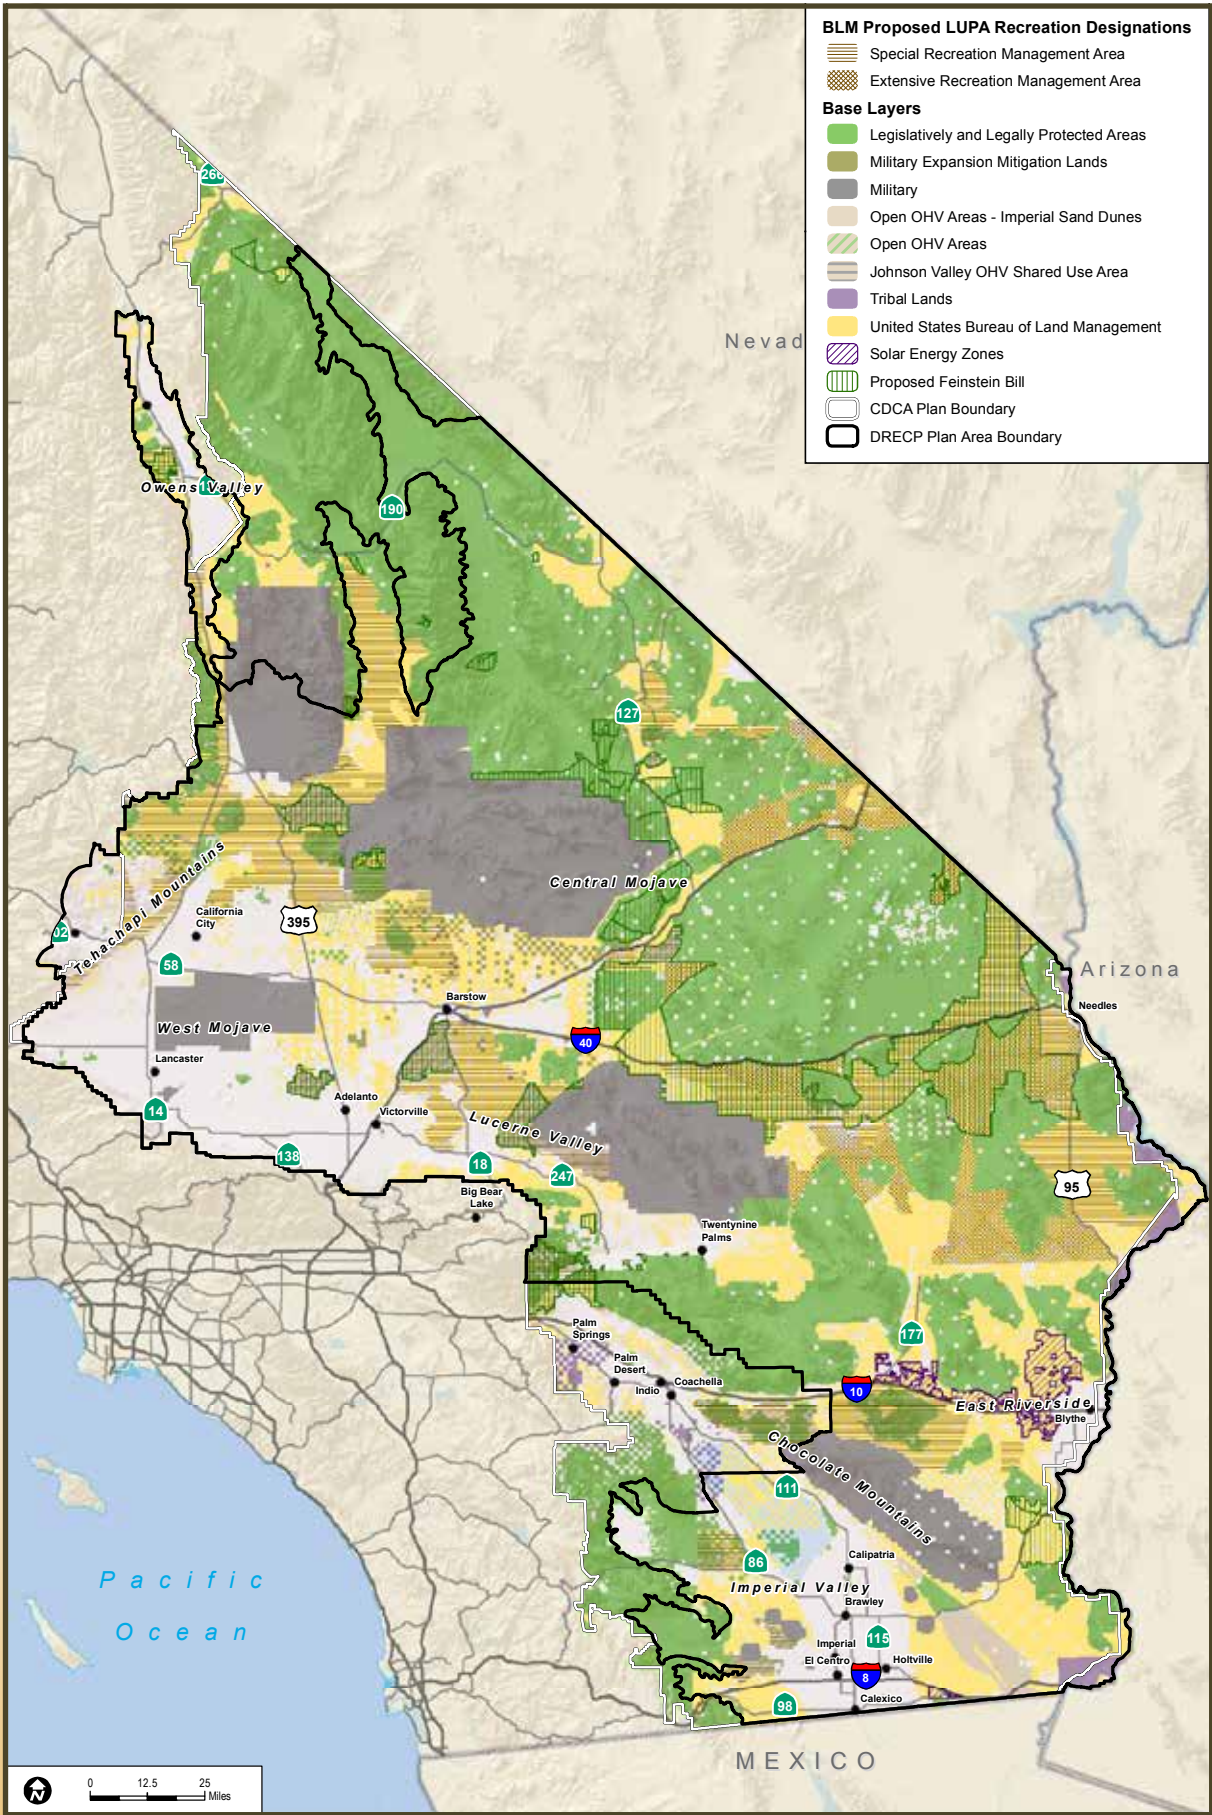 BLM Proposed LUPA Recreation Designations
Special Recreation Management Area
Extensive Recreation Management Area
Base Layers
Legislatively and Legally Protected Areas
Military Expansion Mitigation Lands
Military
Open OHV Areas - Imperial Sand Dunes
Open OHV Areas
Johnson Valley OHV Shared Use Area
Tribal Lands
United States Bureau of Land Management
Solar Energy Zones
Proposed Feinstein Bill
CDCA Plan Boundary
DRECP Plan Area Boundary
266
Nevad
Owens Valley
190
127
Central Mojave
Tehachapi Mountains
California
City
395
02
58
Arizona
Barstow
Needles
West Mojave
40
Lancaster
Adelanto
14
Victorville
Lucerne Valley
138
18
247
95
Big Bear
Lake
Twentynine
Palms
Palm
Springs
177
Palm
Desert
Coachella
Indio
10
East Riverside
Blythe
Chocolate Mountains
111
86
Calipatria
Imperial Valley
Brawley
115
Imperial
El Centro
Holtville
8
98
Calexico
Pacific
Ocean
MEXICO
N
0 12.5 25
Miles